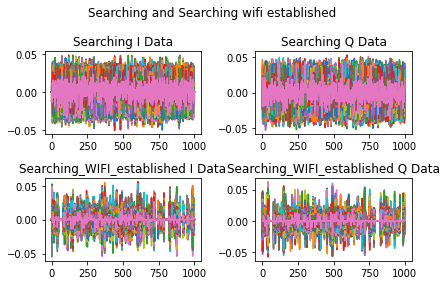 Searching and Searching wifi established
Searching I Data
Searching Q Data
0.05
0.00
−0.05
0 250 500 750 1000
0.05
0.00
−0.05
0 250 500 750 1000
Searching_WIFI_established I Data
Searching_WIFI_established Q Data
0.05
0.00
−0.05
0 250 500 750 1000
0.05
0.00
−0.05
0 250 500 750 1000